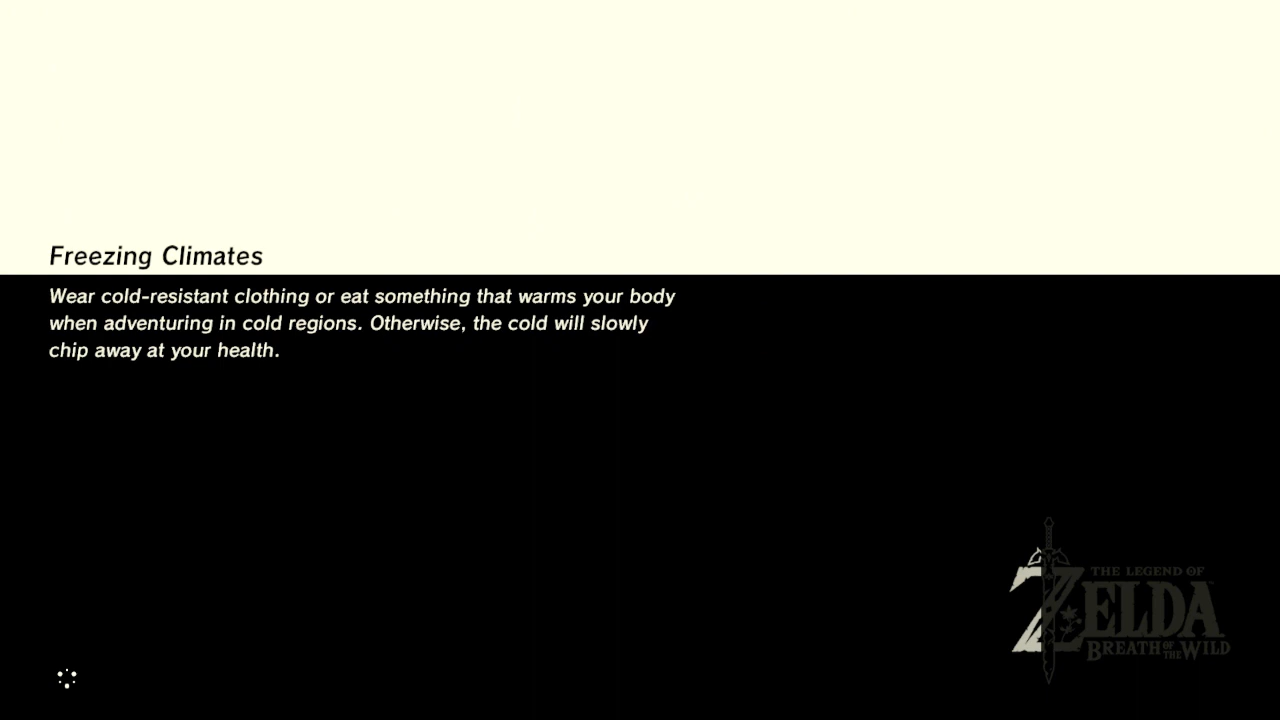 Freezing Climates
Wear cold-resistant clothing or eat something that warms your body
when adventuring in cold regions. Otherwise, the cold will slowly
chip away at your health.
THE LEGEND OF
ZELDA
BREATH OF THE WILD